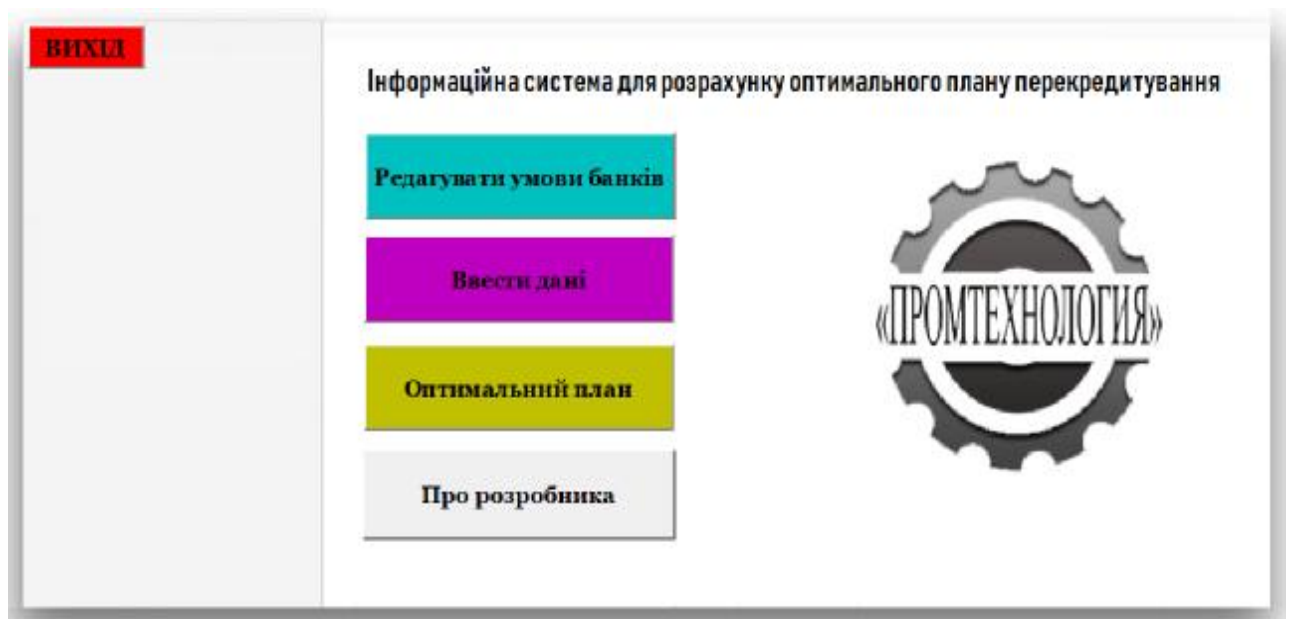 ВИХІД
Інформаційна система для розрахунку оптимального плану перекредитування
Редагувати умови банків
Ввести дані
Оптимальний план
Про розробника
«ПРОМТЕХНОЛОГИЯ»